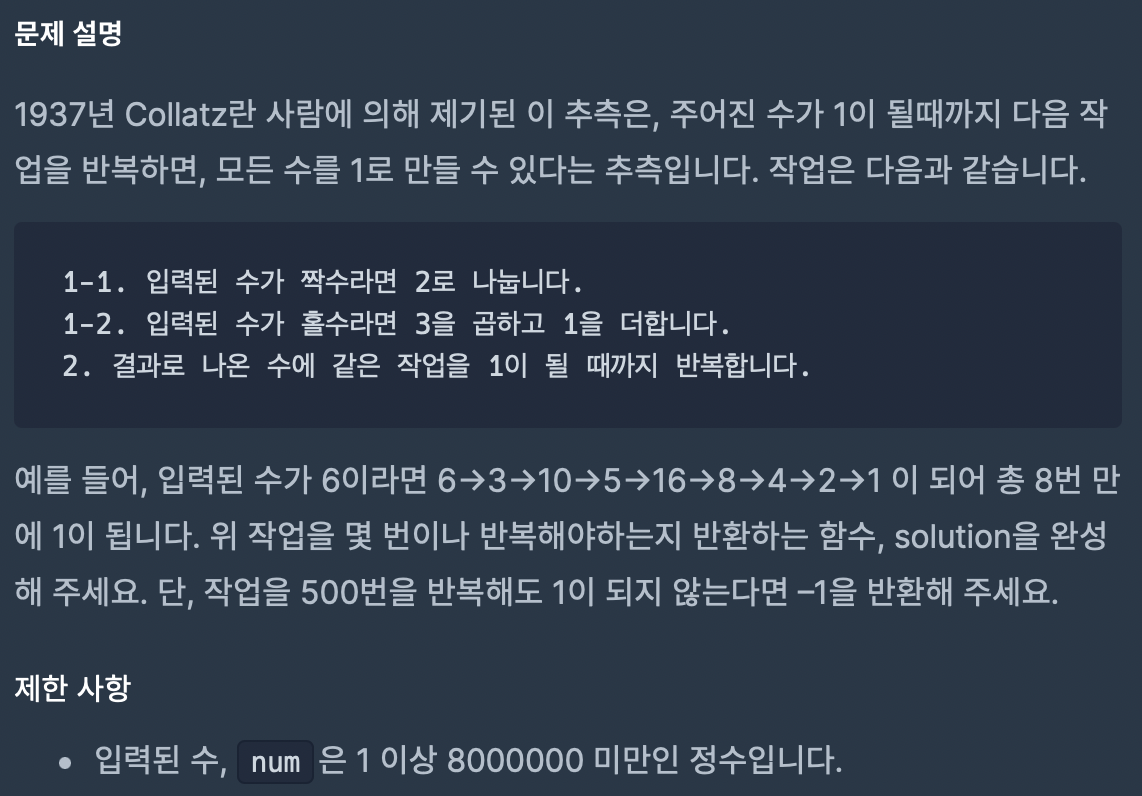 문제 설명
1937년 Collatz란 사람에 의해 제기된 이 추측은, 주어진 수가 1이 될때까지 다음 작
업을 반복하면, 모든 수를 1로 만들 수 있다는 추측입니다. 작업은 다음과 같습니다.
1-1. 입력된 수가 짝수라면 2로 나눕니다.
1-2. 입력된 수가 홀수라면 3을 곱하고 1을 더합니다.
2. 결과로 나온 수에 같은 작업을 1이 될 때까지 반복합니다.
예를 들어, 입력된 수가 6이라면 6→3→10→5→16→8→4→2→1 이 되어 총 8번 만
에 1이 됩니다. 위 작업을 몇 번이나 반복해야하는지 반환하는 함수, solution을 완성
해 주세요. 단, 작업을 500번을 반복해도 1이 되지 않는다면 –1을 반환해 주세요.
제한 사항
• 입력된 수, num 은 1 이상 8000000 미만인 정수입니다.